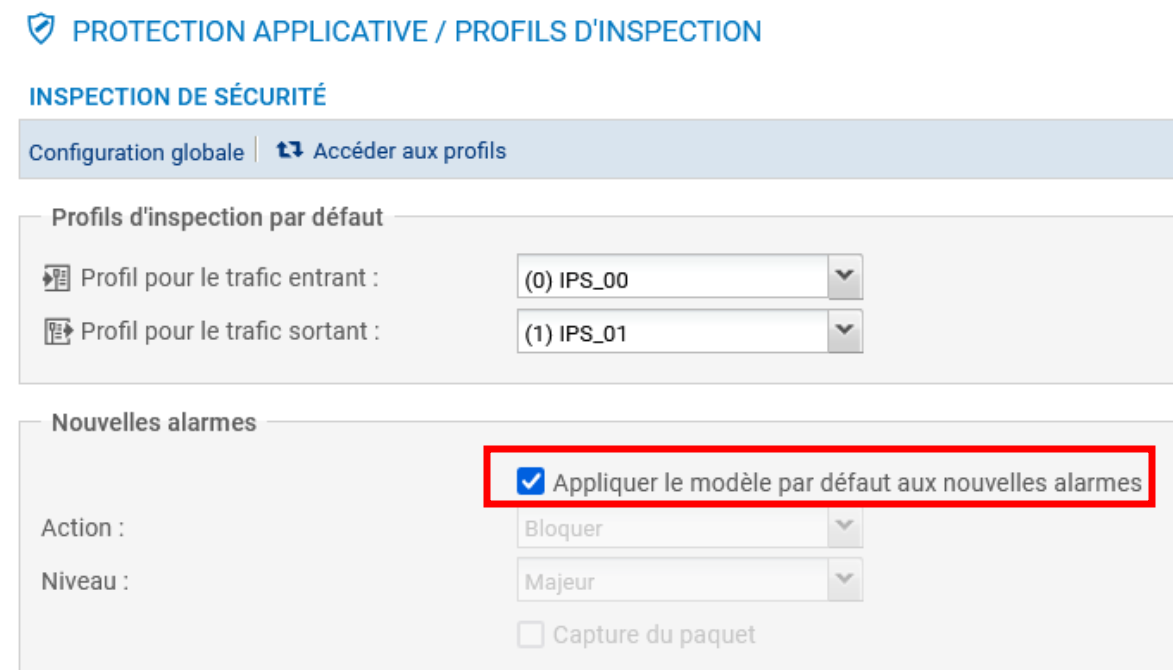 PROTECTION APPLICATIVE / PROFILS D'INSPECTION
INSPECTION DE SÉCURITÉ
Configuration globale Accéder aux profils
Profils d'inspection par défaut
Profil pour le trafic entrant : (0) IPS_00
Profil pour le trafic sortant : (1) IPS_01
Nouvelles alarmes
Appliquer le modèle par défaut aux nouvelles alarmes
Action : Bloquer
Niveau : Majeur
Capture du paquet